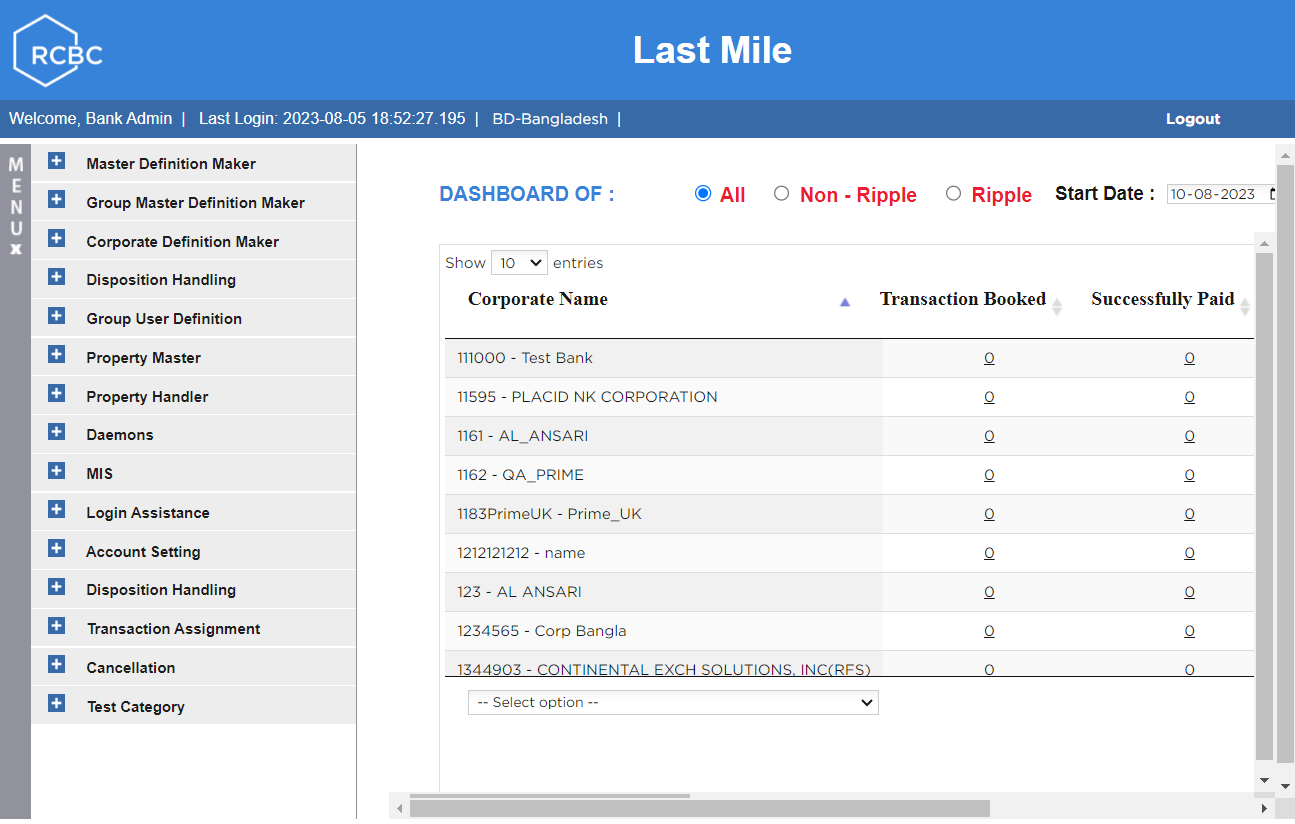 RCBC
Last Mile
Welcome, Bank Admin | Last Login: 2023-08-05 18:52:27.195 | BD-Bangladesh |
Logout
MENU
x
Master Definition Maker
Group Master Definition Maker
Corporate Definition Maker
Disposition Handling
Group User Definition
Property Master
Property Handler
Daemons
MIS
Login Assistance
Account Setting
Disposition Handling
Transaction Assignment
Cancellation
Test Category
DASHBOARD OF : All Non - Ripple Ripple Start Date : 10-08-2023
Show 10 entries
Corporate Name Transaction Booked Successfully Paid
111000 - Test Bank 0 0
11595 - PLACID NK CORPORATION 0 0
1161 - AL_ANSARI 0 0
1162 - QA_PRIME 0 0
1183PrimeUK - Prime_UK 0 0
1212121212 - name 0 0
123 - AL ANSARI 0 0
1234565 - Corp Bangla 0 0
1344903 - CONTINENTAL EXCH SOLUTIONS, INC(RFS) 0 0
-- Select option --